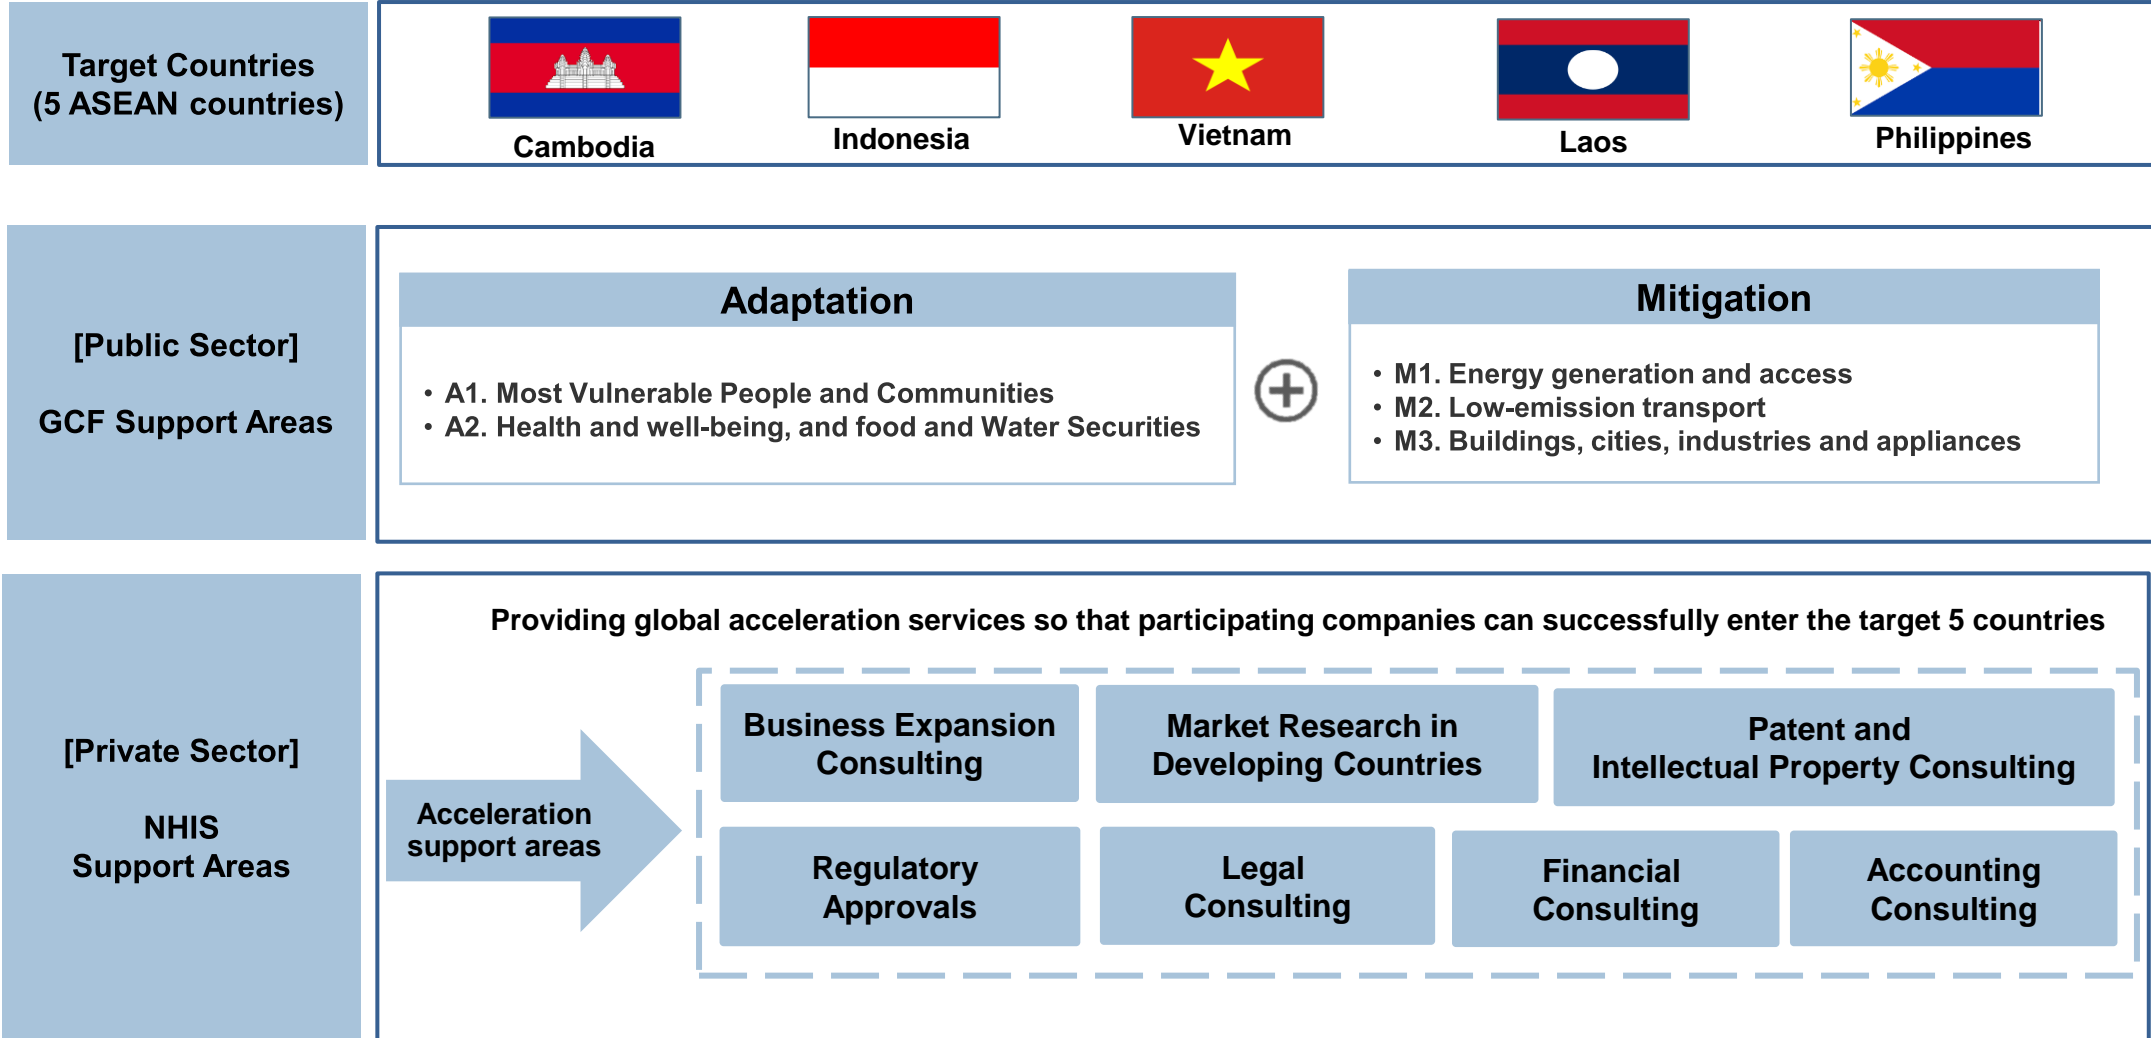 Target Countries
(5 ASEAN countries)
Cambodia
Indonesia
Vietnam
Laos
Philippines
[Public Sector]
GCF Support Areas
Adaptation
• A1. Most Vulnerable People and Communities
• A2. Health and well-being, and food and Water Securities
Mitigation
• M1. Energy generation and access
• M2. Low-emission transport
• M3. Buildings, cities, industries and appliances
[Private Sector]
NHIS
Support Areas
Providing global acceleration services so that participating companies can successfully enter the target 5 countries
Acceleration
support areas
Business Expansion
Consulting
Market Research in
Developing Countries
Patent and
Intellectual Property Consulting
Regulatory
Approvals
Legal
Consulting
Financial
Consulting
Accounting
Consulting